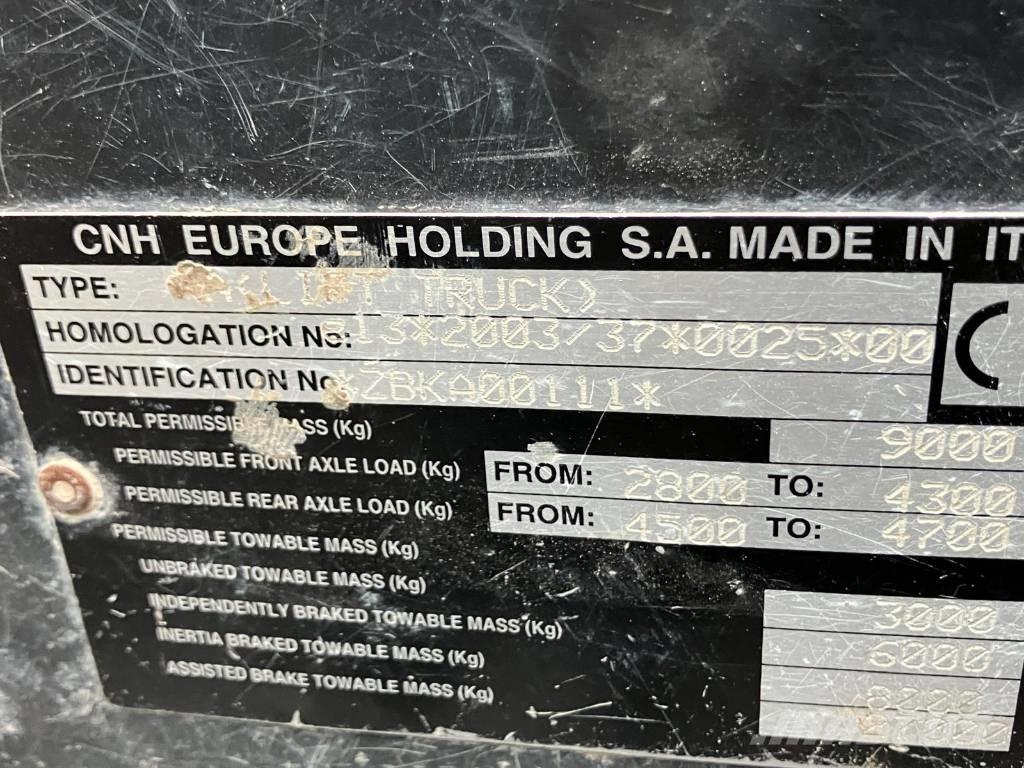 CNH EUROPE HOLDING S.A. MADE IN IT
TYPE: TRUCK)
HOMOLOGATION No: 13*2003/37*0025*00
IDENTIFICATION No *ZBKA00111*
TOTAL PERMISSIBLE MASS (Kg) 9000
PERMISSIBLE FRONT AXLE LOAD (Kg) FROM: 2800 TO: 4300
PERMISSIBLE REAR AXLE LOAD (Kg) FROM: 4500 TO: 4700
PERMISSIBLE TOWABLE MASS (Kg)
UNBRAKED TOWABLE MASS (Kg) 3000
INDEPENDENTLY BRAKED TOWABLE MASS (Kg) 6000
INERTIA BRAKED TOWABLE MASS (Kg) 8000
ASSISTED BRAKE TOWABLE MASS (Kg)